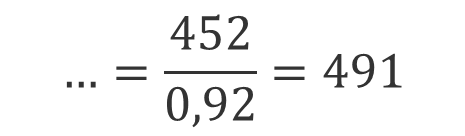 ... = 452 / 0,92 = 491